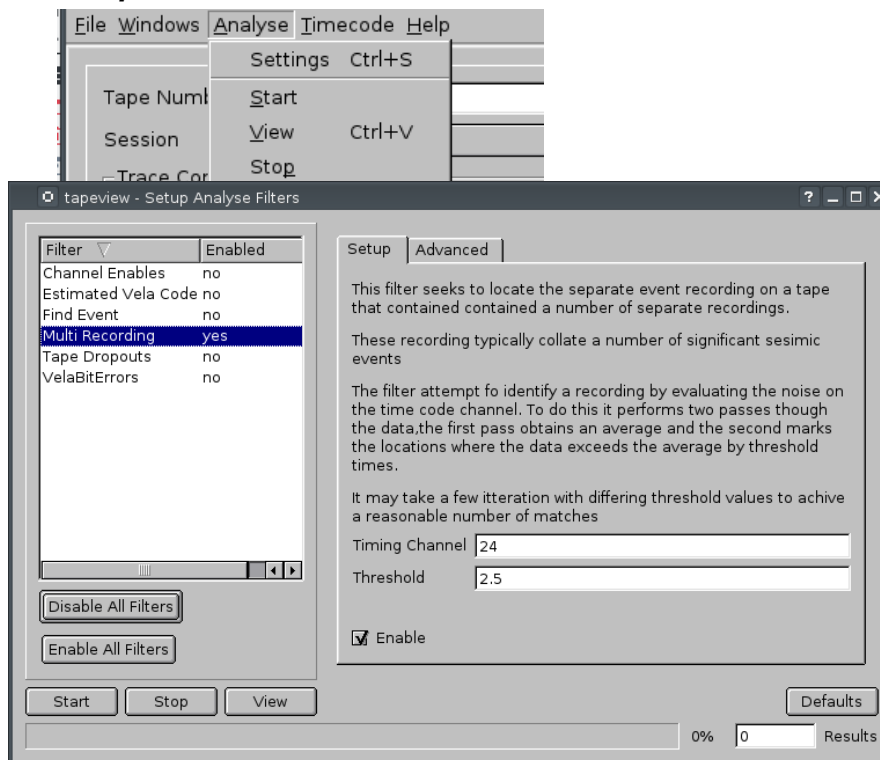 File Windows Analyse Timecode Help
Settings Ctrl+S
Tape Numb
Start
Session
View Ctrl+V
Trace Cor
Stop
tapeview - Setup Analyse Filters
Filter Enabled
Channel Enables no
Estimated Vela Code no
Find Event no
Multi Recording yes
Tape Dropouts no
VelaBitErrors no
Disable All Filters
Enable All Filters
Setup Advanced
This filter seeks to locate the separate event recording on a tape
that contained contained a number of separate recordings.
These recording typically collate a number of significant sesimic
events
The filter attempt fo identify a recording by evaluating the noise on
the time code channel. To do this it performs two passes though
the data,the first pass obtains an average and the second marks
the locations where the data exceeds the average by threshold
times.
It may take a few itteration with differing threshold values to achive
a reasonable number of matches
Timing Channel 24
Threshold 2.5
Enable
Start Stop View
Defaults
0% 0 Results